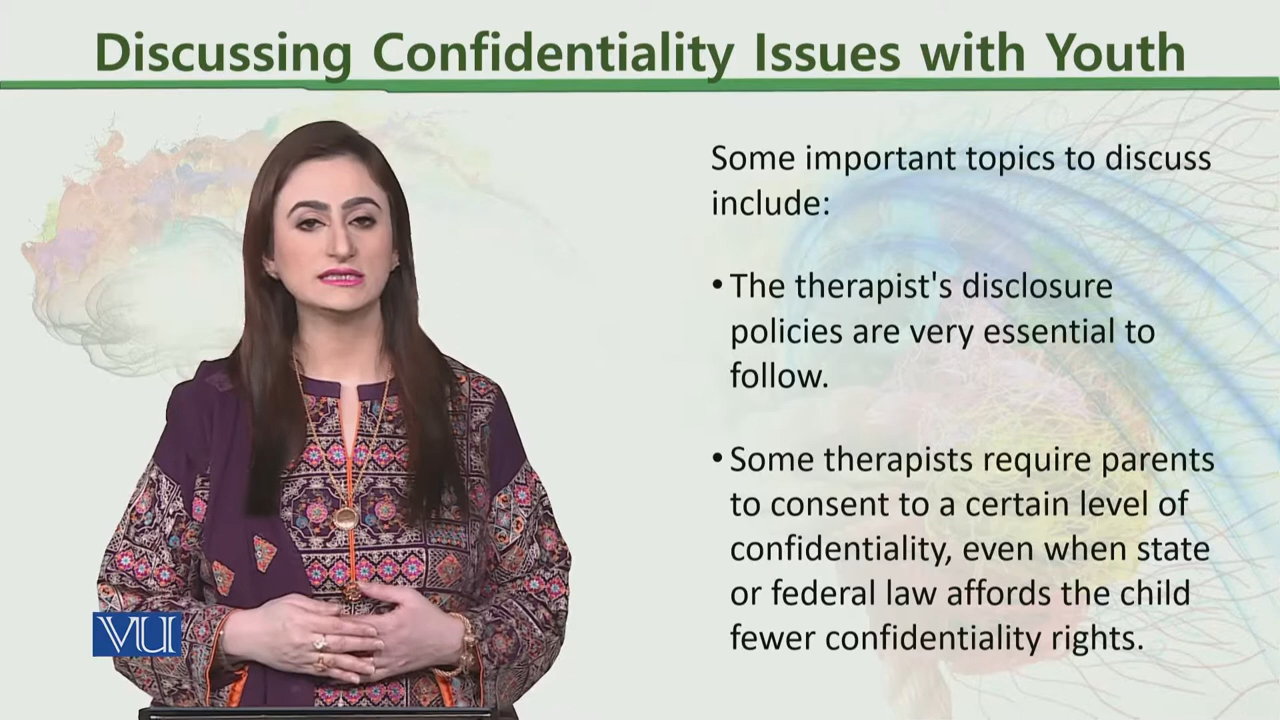 Discussing Confidentiality Issues with Youth
Some important topics to discuss
include:
• The therapist's disclosure
policies are very essential to
follow.
• Some therapists require parents
to consent to a certain level of
confidentiality, even when state
or federal law affords the child
fewer confidentiality rights.
VU